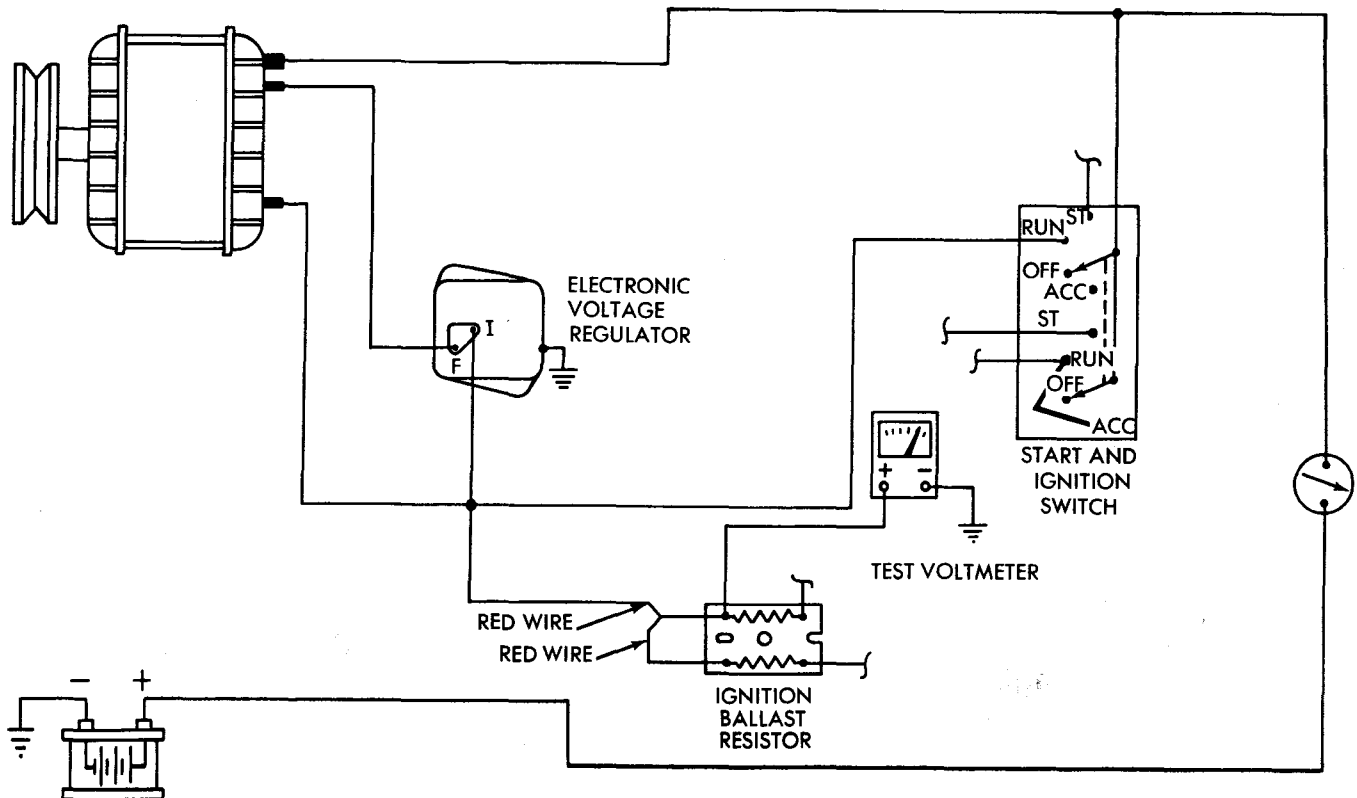 ST
RUN
OFF
ACC
ELECTRONIC
VOLTAGE
REGULATOR
I
F
ST
RUN
OFF
ACC
START AND
IGNITION
SWITCH
+ −
TEST VOLTMETER
RED WIRE
RED WIRE
IGNITION
BALLAST
RESISTOR
− +